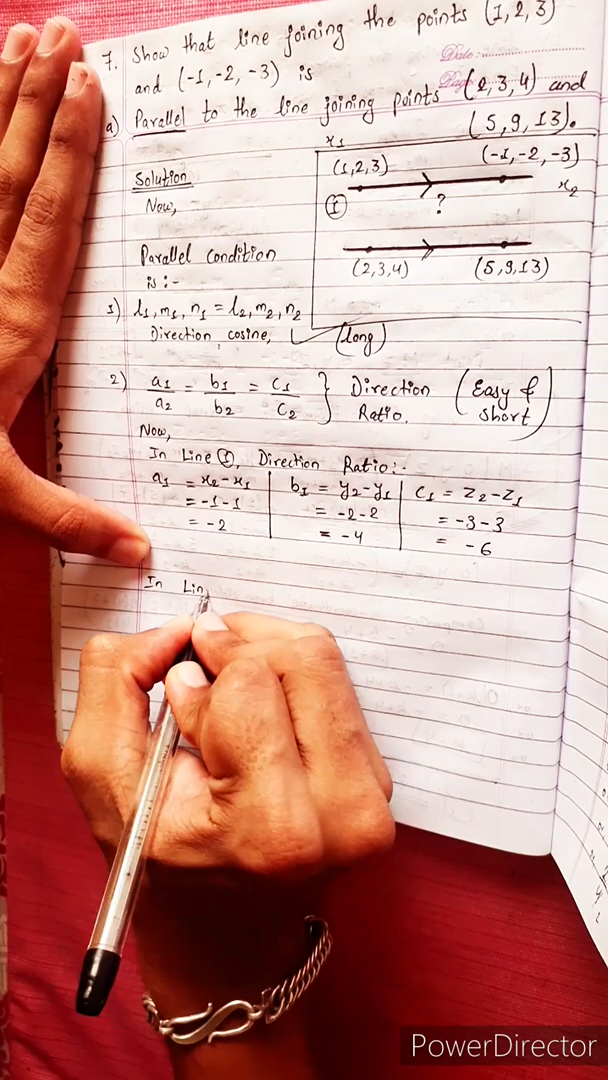 7. Show that line joining the points (1,2,3)
and (-1,-2,-3) is
Date:
Page
a) Parallel to the line joining points (2,3,4) and
(5,9,13).
Solution
Now,
x1
(1,2,3) (-1,-2,-3)
x2
I
?
(2,3,4) (5,9,13)
Parallel condition
is :-
1) l1, m1, n1 = l2, m2, n2
Direction cosine, (long)
2) a1/a2 = b1/b2 = c1/c2 } Direction Ratio. (Easy & short)
Now,
In Line I, Direction Ratio:-
a1 = x2-x1 | b1 = y2-y1 | c1 = z2-z1
= -1-1 | = -2-2 | = -3-3
= -2 | = -4 | = -6
In Lin
PowerDirector